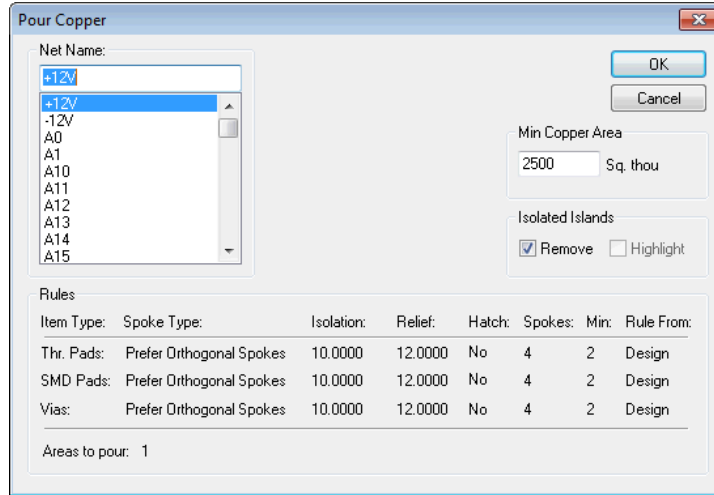 Pour Copper
Net Name:
+12V
+12V
-12V
A0
A1
A10
A11
A12
A13
A14
A15
OK
Cancel
Min Copper Area
2500 Sq. thou
Isolated Islands
Remove Highlight
Rules
Item Type: Spoke Type: Isolation: Relief: Hatch: Spokes: Min: Rule From:
Thr. Pads: Prefer Orthogonal Spokes 10.0000 12.0000 No 4 2 Design
SMD Pads: Prefer Orthogonal Spokes 10.0000 12.0000 No 4 2 Design
Vias: Prefer Orthogonal Spokes 10.0000 12.0000 No 4 2 Design
Areas to pour: 1